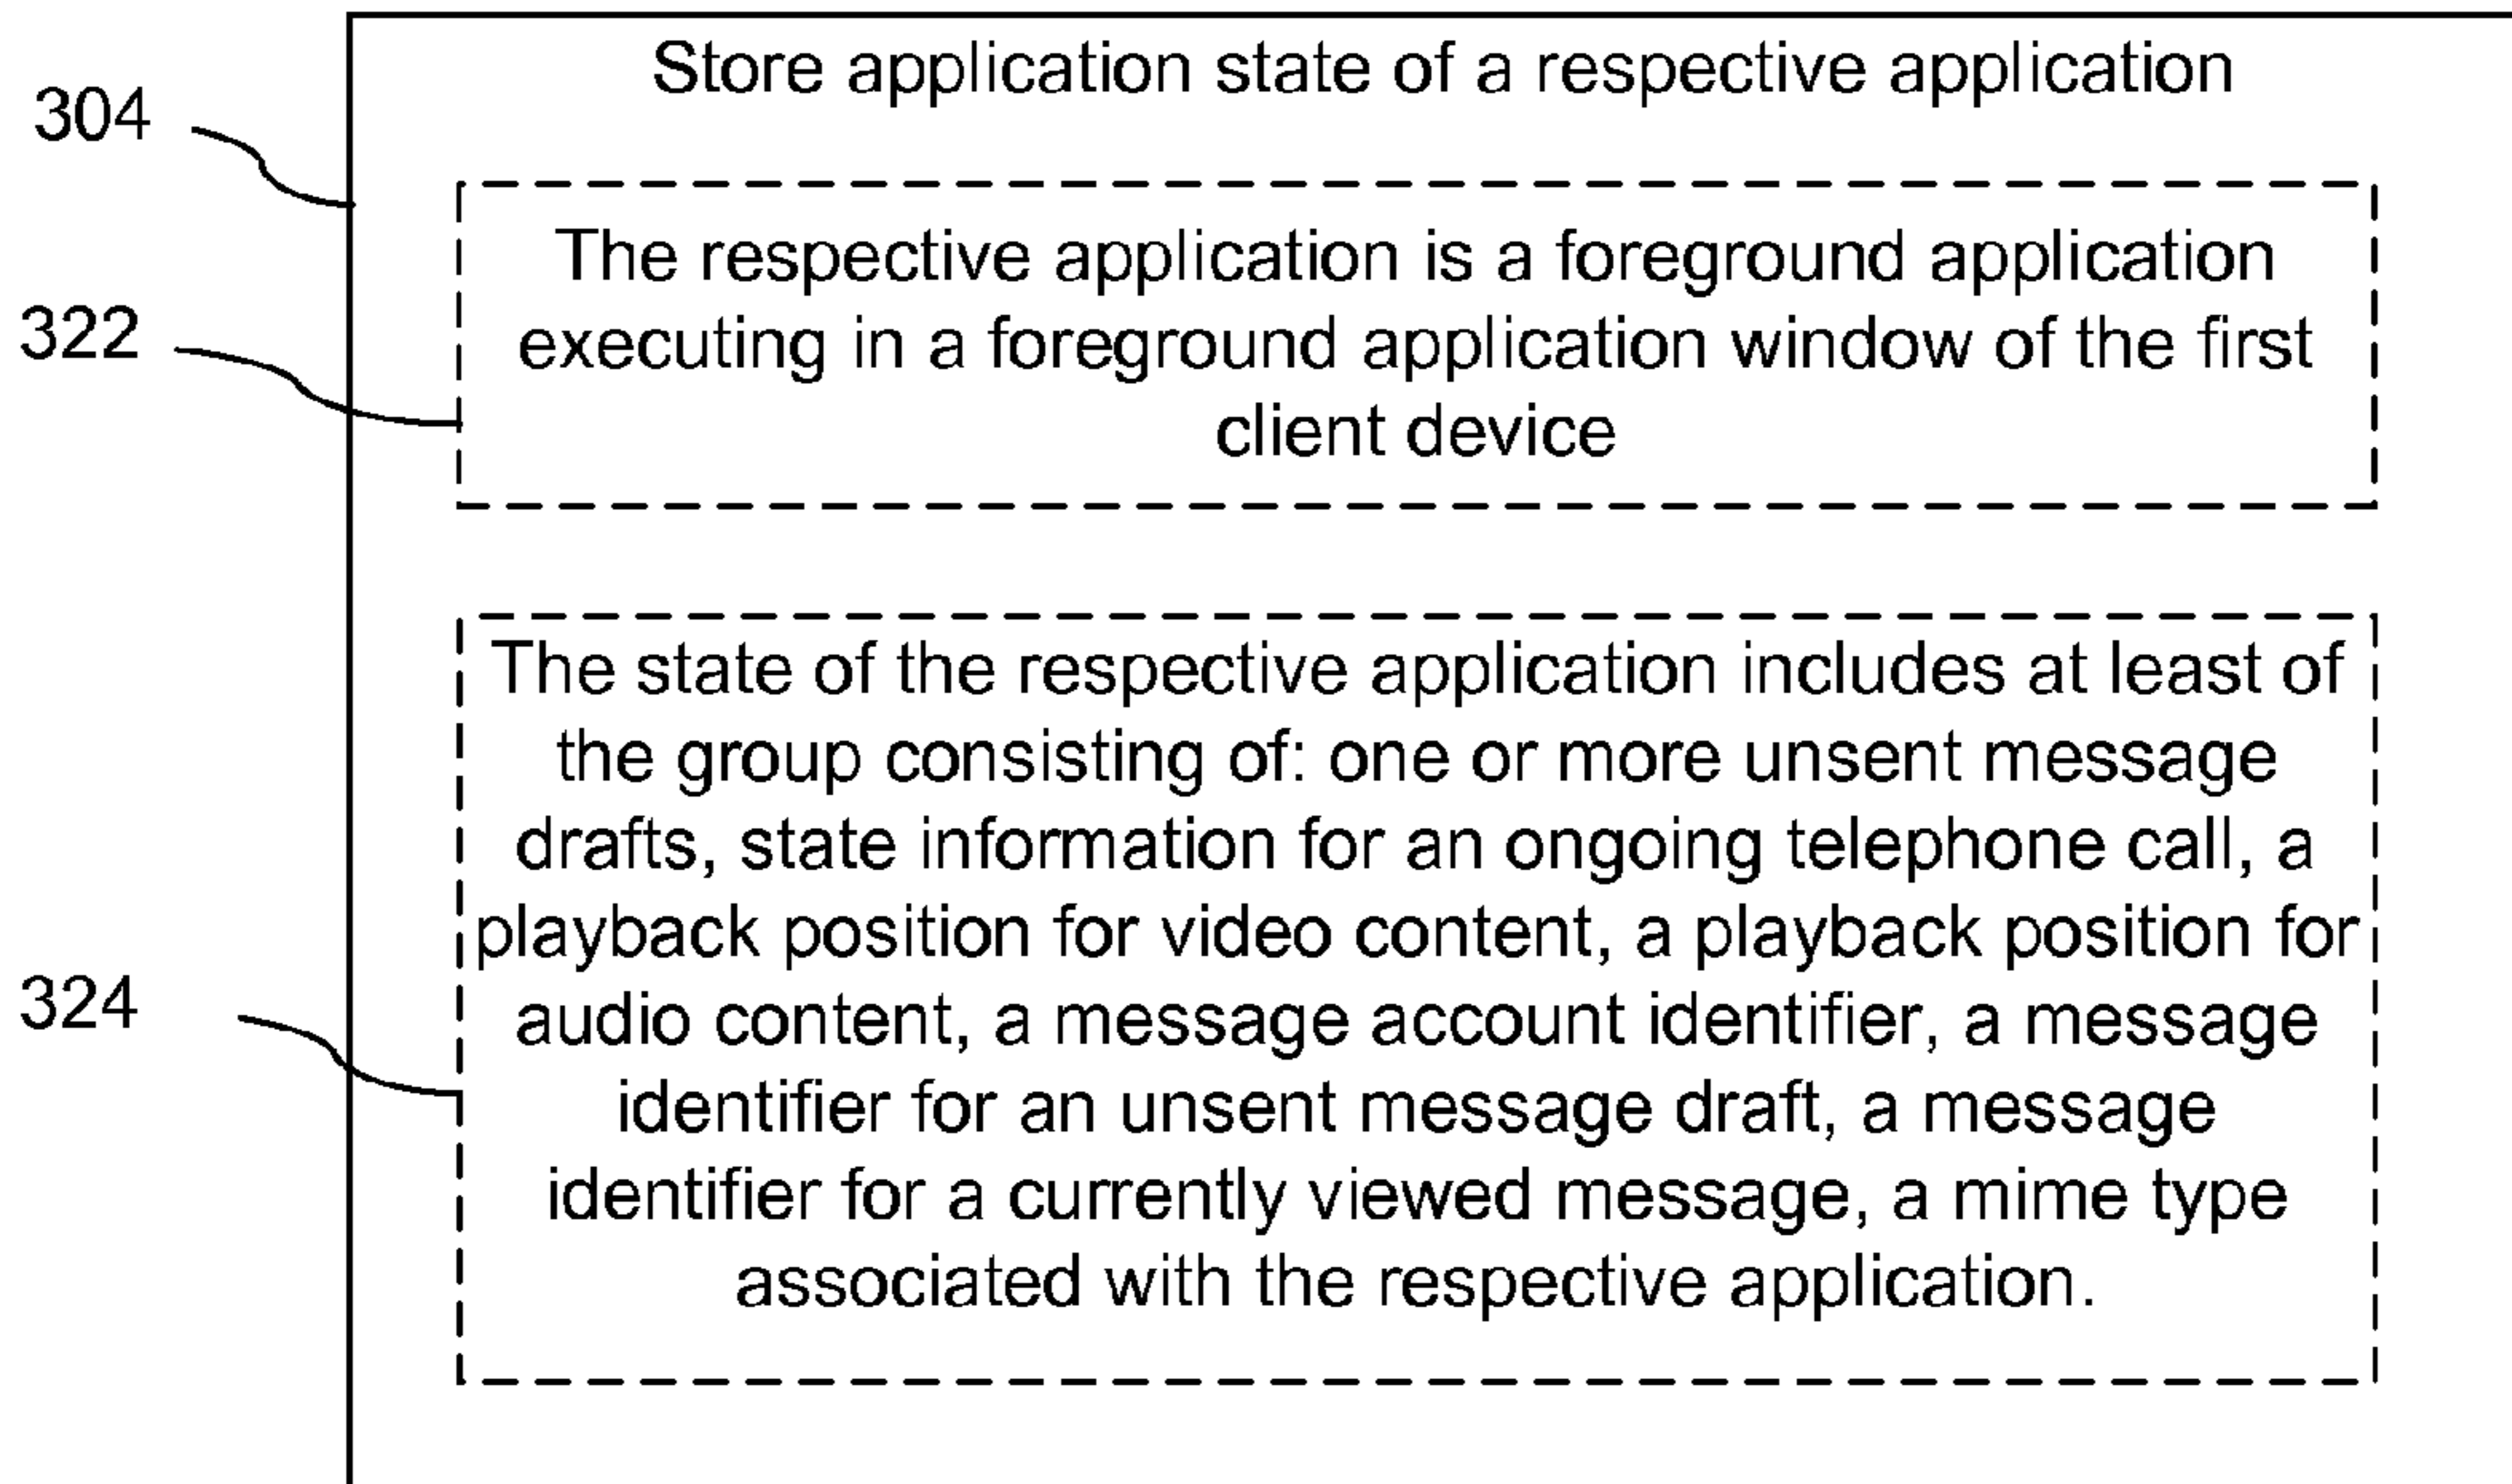 Store application state of a respective application
304
The respective application is a foreground application
executing in a foreground application window of the first
322
client device
The state of the respective application includes at least of
the group consisting of: one or more unsent message
drafts, state information for an ongoing telephone call, a
playback position for video content, a playback position for
audio content, a message account identifier, a message
324
identifier for an unsent message draft, a message
identifier for a currently viewed message, a mime type
associated with the respective application.